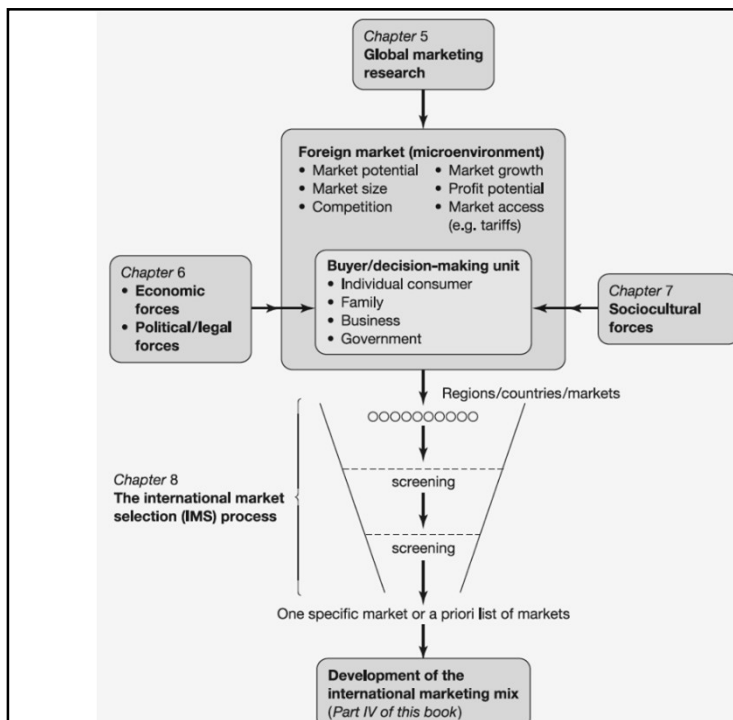 Chapter 5
Global marketing
research
Foreign market (microenvironment)
• Market potential
• Market size
• Competition
• Market growth
• Profit potential
• Market access
(e.g. tariffs)
Chapter 6
• Economic
forces
• Political/legal
forces
Buyer/decision-making unit
• Individual consumer
• Family
• Business
• Government
Chapter 7
Sociocultural
forces
Regions/countries/markets
Chapter 8
The international market
selection (IMS) process
screening
screening
One specific market or a priori list of markets
Development of the
international marketing mix
(Part IV of this book)